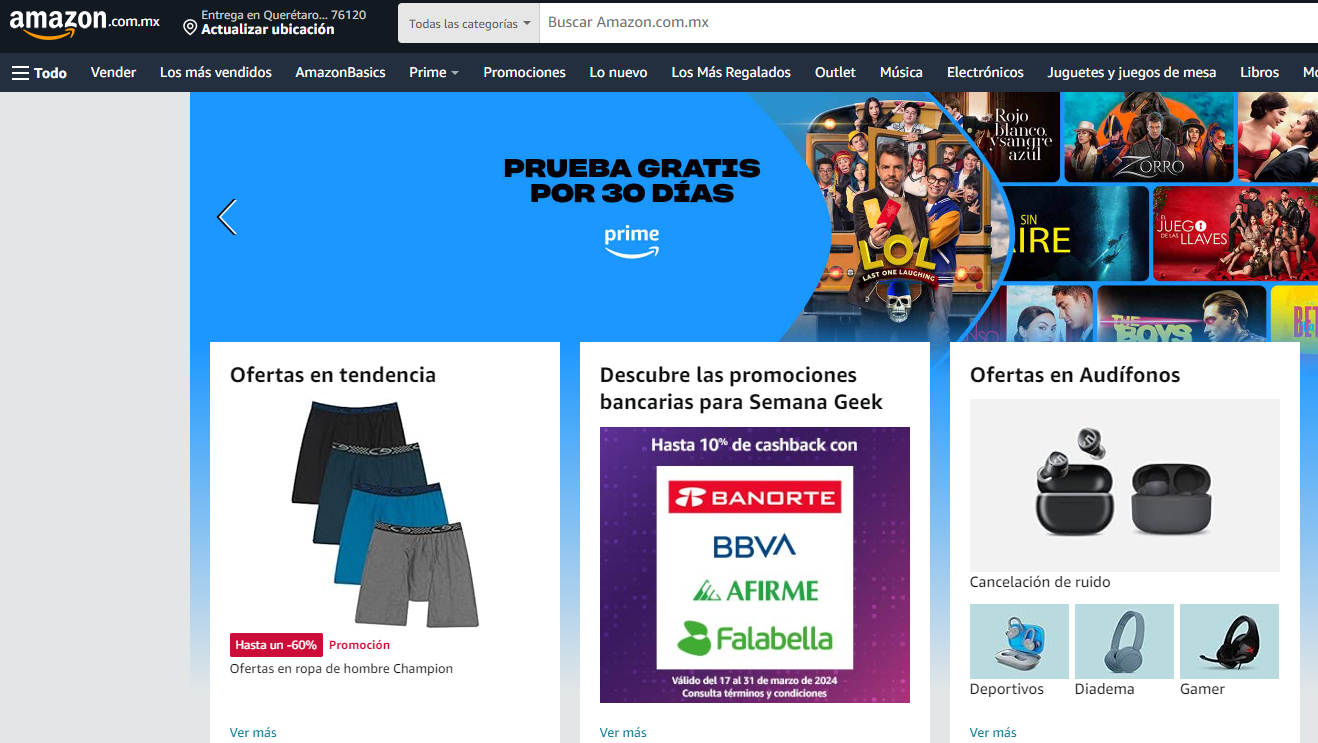 amazon.com.mx
Entrega en Querétaro... 76120
Actualizar ubicación
Todas las categorías
Buscar Amazon.com.mx
Todo
Vender
Los más vendidos
AmazonBasics
Prime
Promociones
Lo nuevo
Los Más Regalados
Outlet
Música
Electrónicos
Juguetes y juegos de mesa
Libros
PRUEBA GRATIS
POR 30 DÍAS
prime
LOL
LAST ONE LAUGHING
Rojo
blanco,
ysangre
azul
ZORRO
SIN
AIRE
EL
JUEGO
DE LAS
LLAVES
THE
BOYS
Ofertas en tendencia
Hasta un -60% Promoción
Ofertas en ropa de hombre Champion
Ver más
Descubre las promociones
bancarias para Semana Geek
Hasta 10% de cashback con
BANORTE
BBVA
AFIRME
Falabella
Válido del 17 al 31 de marzo de 2024
Consulta términos y condiciones
Ver más
Ofertas en Audífonos
Cancelación de ruido
Deportivos
Diadema
Gamer
Ver más